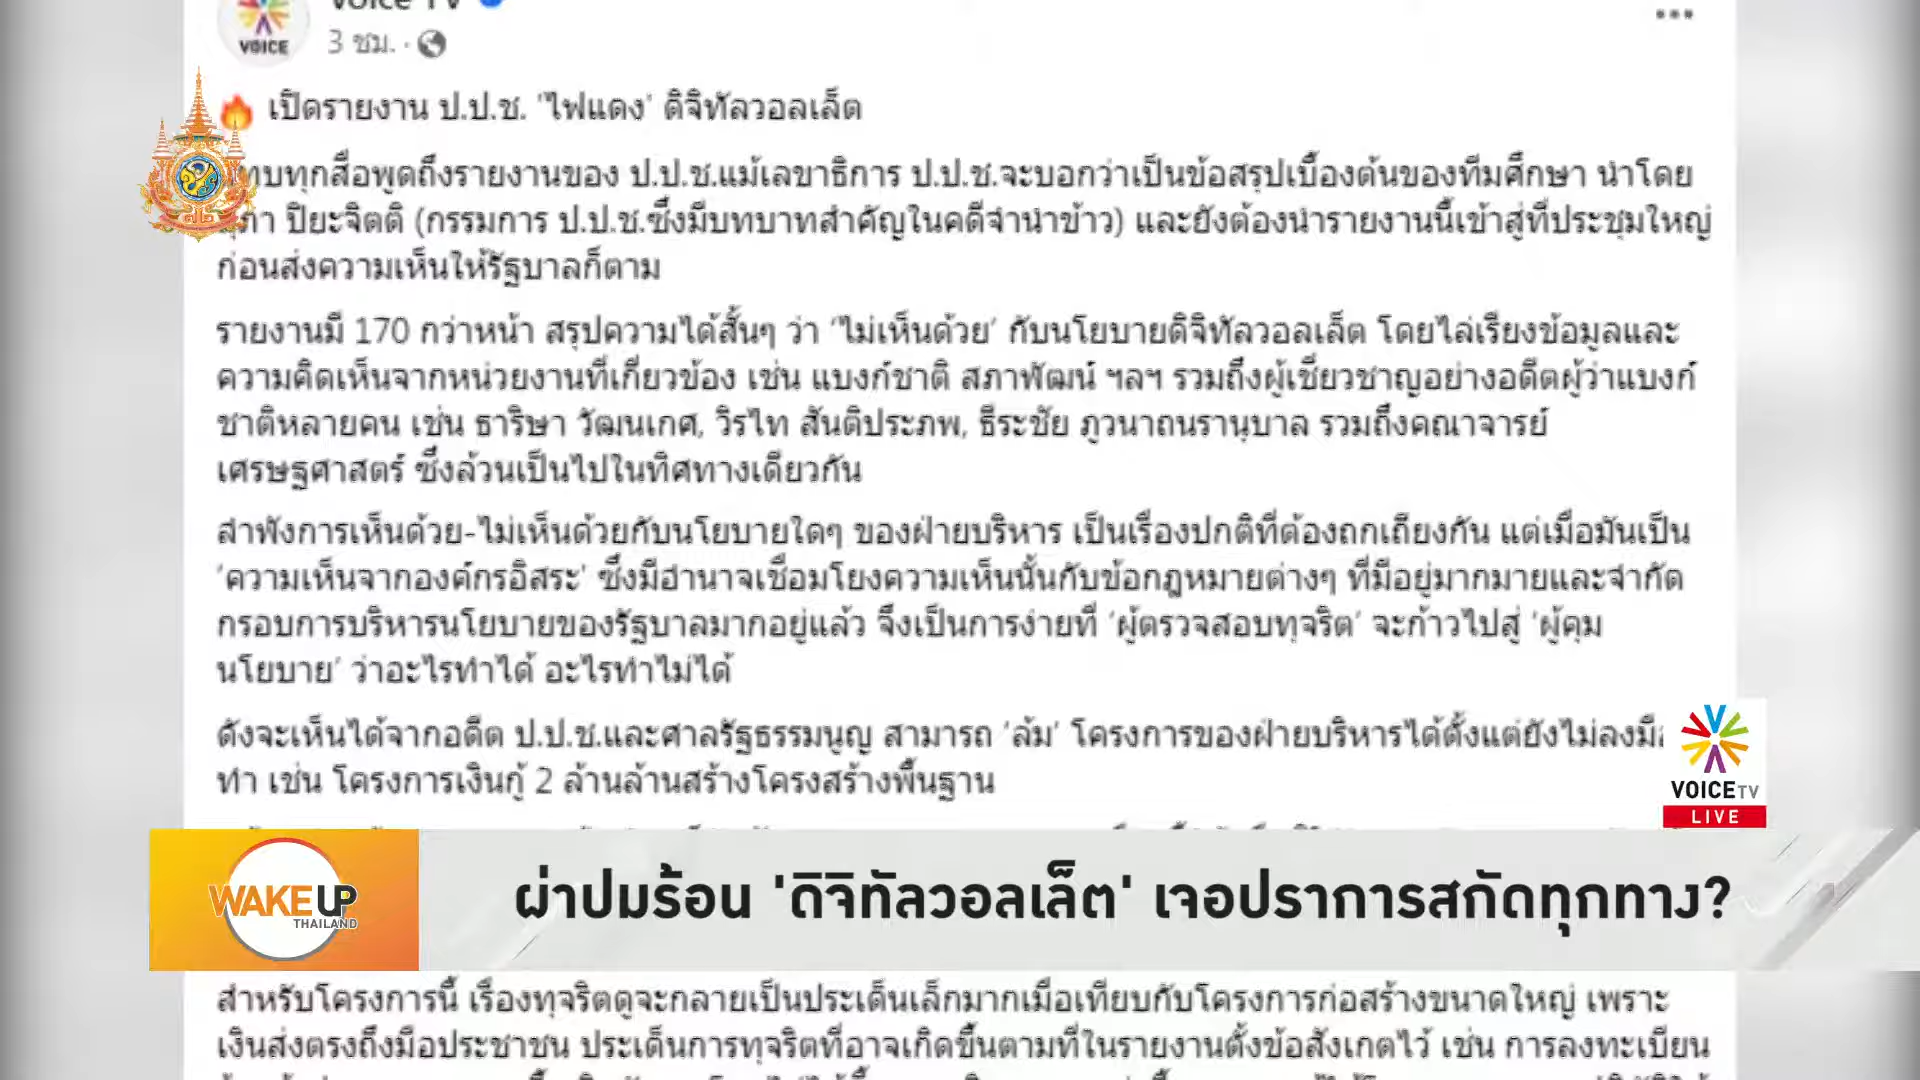 Voice TV
VOICE
3 ชม.
เปิดรายงาน ป.ป.ช. 'ไฟแดง' ดิจิทัลวอลเล็ต
แทบทุกสื่อพูดถึงรายงานของ ป.ป.ช.แม้เลขาธิการ ป.ป.ช.จะบอกว่าเป็นข้อสรุปเบื้องต้นของทีมศึกษา นำโดย
สุภา ปิยะจิตติ (กรรมการ ป.ป.ช.ซึ่งมีบทบาทสำคัญในคดีจำนำข้าว) และยังต้องนำรายงานนี้เข้าสู่ที่ประชุมใหญ่
ก่อนส่งความเห็นให้รัฐบาลก็ตาม
รายงานมี 170 กว่าหน้า สรุปความได้สั้นๆ ว่า 'ไม่เห็นด้วย' กับนโยบายดิจิทัลวอลเล็ต โดยไล่เรียงข้อมูลและ
ความคิดเห็นจากหน่วยงานที่เกี่ยวข้อง เช่น แบงก์ชาติ สภาพัฒน์ ฯลฯ รวมถึงผู้เชี่ยวชาญอย่างอดีตผู้ว่าแบงก์
ชาติหลายคน เช่น ธาริษา วัฒนเกศ, วิรไท สันติประภพ, ธีระชัย ภูวนาถนรานุบาล รวมถึงคณาจารย์
เศรษฐศาสตร์ ซึ่งล้วนเป็นไปในทิศทางเดียวกัน
ลำพังการเห็นด้วย-ไม่เห็นด้วยกับนโยบายใดๆ ของฝ่ายบริหาร เป็นเรื่องปกติที่ต้องถกเถียงกัน แต่เมื่อมันเป็น
'ความเห็นจากองค์กรอิสระ' ซึ่งมีอำนาจเชื่อมโยงความเห็นนั้นกับข้อกฎหมายต่างๆ ที่มีอยู่มากมายและจำกัด
กรอบการบริหารนโยบายของรัฐบาลมากอยู่แล้ว จึงเป็นการง่ายที่ 'ผู้ตรวจสอบทุจริต' จะก้าวไปสู่ 'ผู้คุม
นโยบาย' ว่าอะไรทำได้ อะไรทำไม่ได้
ดังจะเห็นได้จากอดีต ป.ป.ช.และศาลรัฐธรรมนูญ สามารถ 'ล้ม' โครงการของฝ่ายบริหารได้ตั้งแต่ยังไม่ลงมือ
ทำ เช่น โครงการเงินกู้ 2 ล้านล้านสร้างโครงสร้างพื้นฐาน
VOICE TV
LIVE
WAKE UP
THAILAND
ผ่าปมร้อน 'ดิจิทัลวอลเล็ต' เจอปราการสกัดทุกทาง?
สำหรับโครงการนี้ เรื่องทุจริตดูจะกลายเป็นประเด็นเล็กมากเมื่อเทียบกับโครงการก่อสร้างขนาดใหญ่ เพราะ
เงินส่งตรงถึงมือประชาชน ประเด็นการทุจริตที่อาจเกิดขึ้นตามที่ในรายงานตั้งข้อสังเกตไว้ เช่น การลงทะเบียน